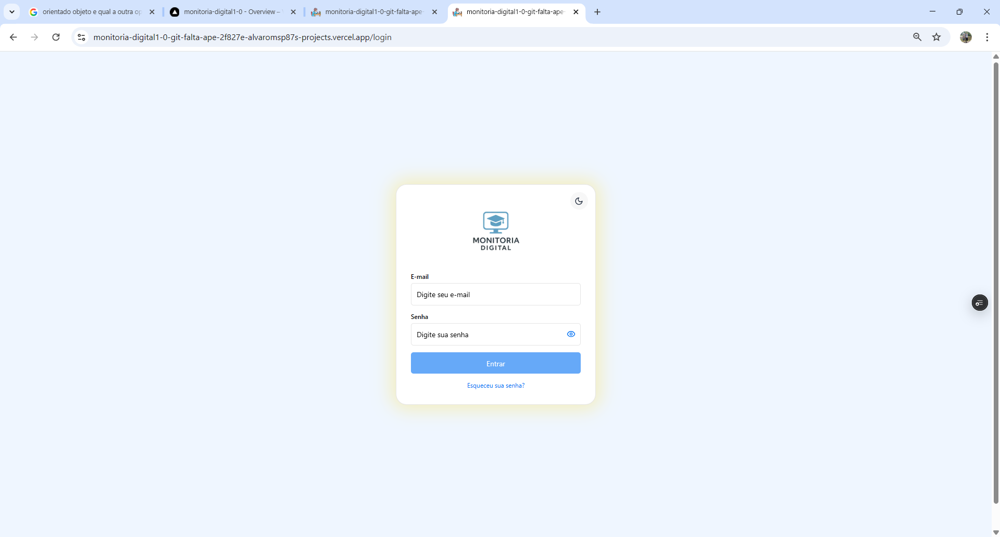 orientado objeto e qual a outra op
monitoria-digital1-0 - Overview –
monitoria-digital1-0-git-falta-ape-
monitoria-digital1-0-git-falta-ape-
monitoria-digital1-0-git-falta-ape-2f827e-alvaromsp87s-projects.vercel.app/login
MONITORIA
DIGITAL
E-mail
Digite seu e-mail
Senha
Digite sua senha
Entrar
Esqueceu sua senha?